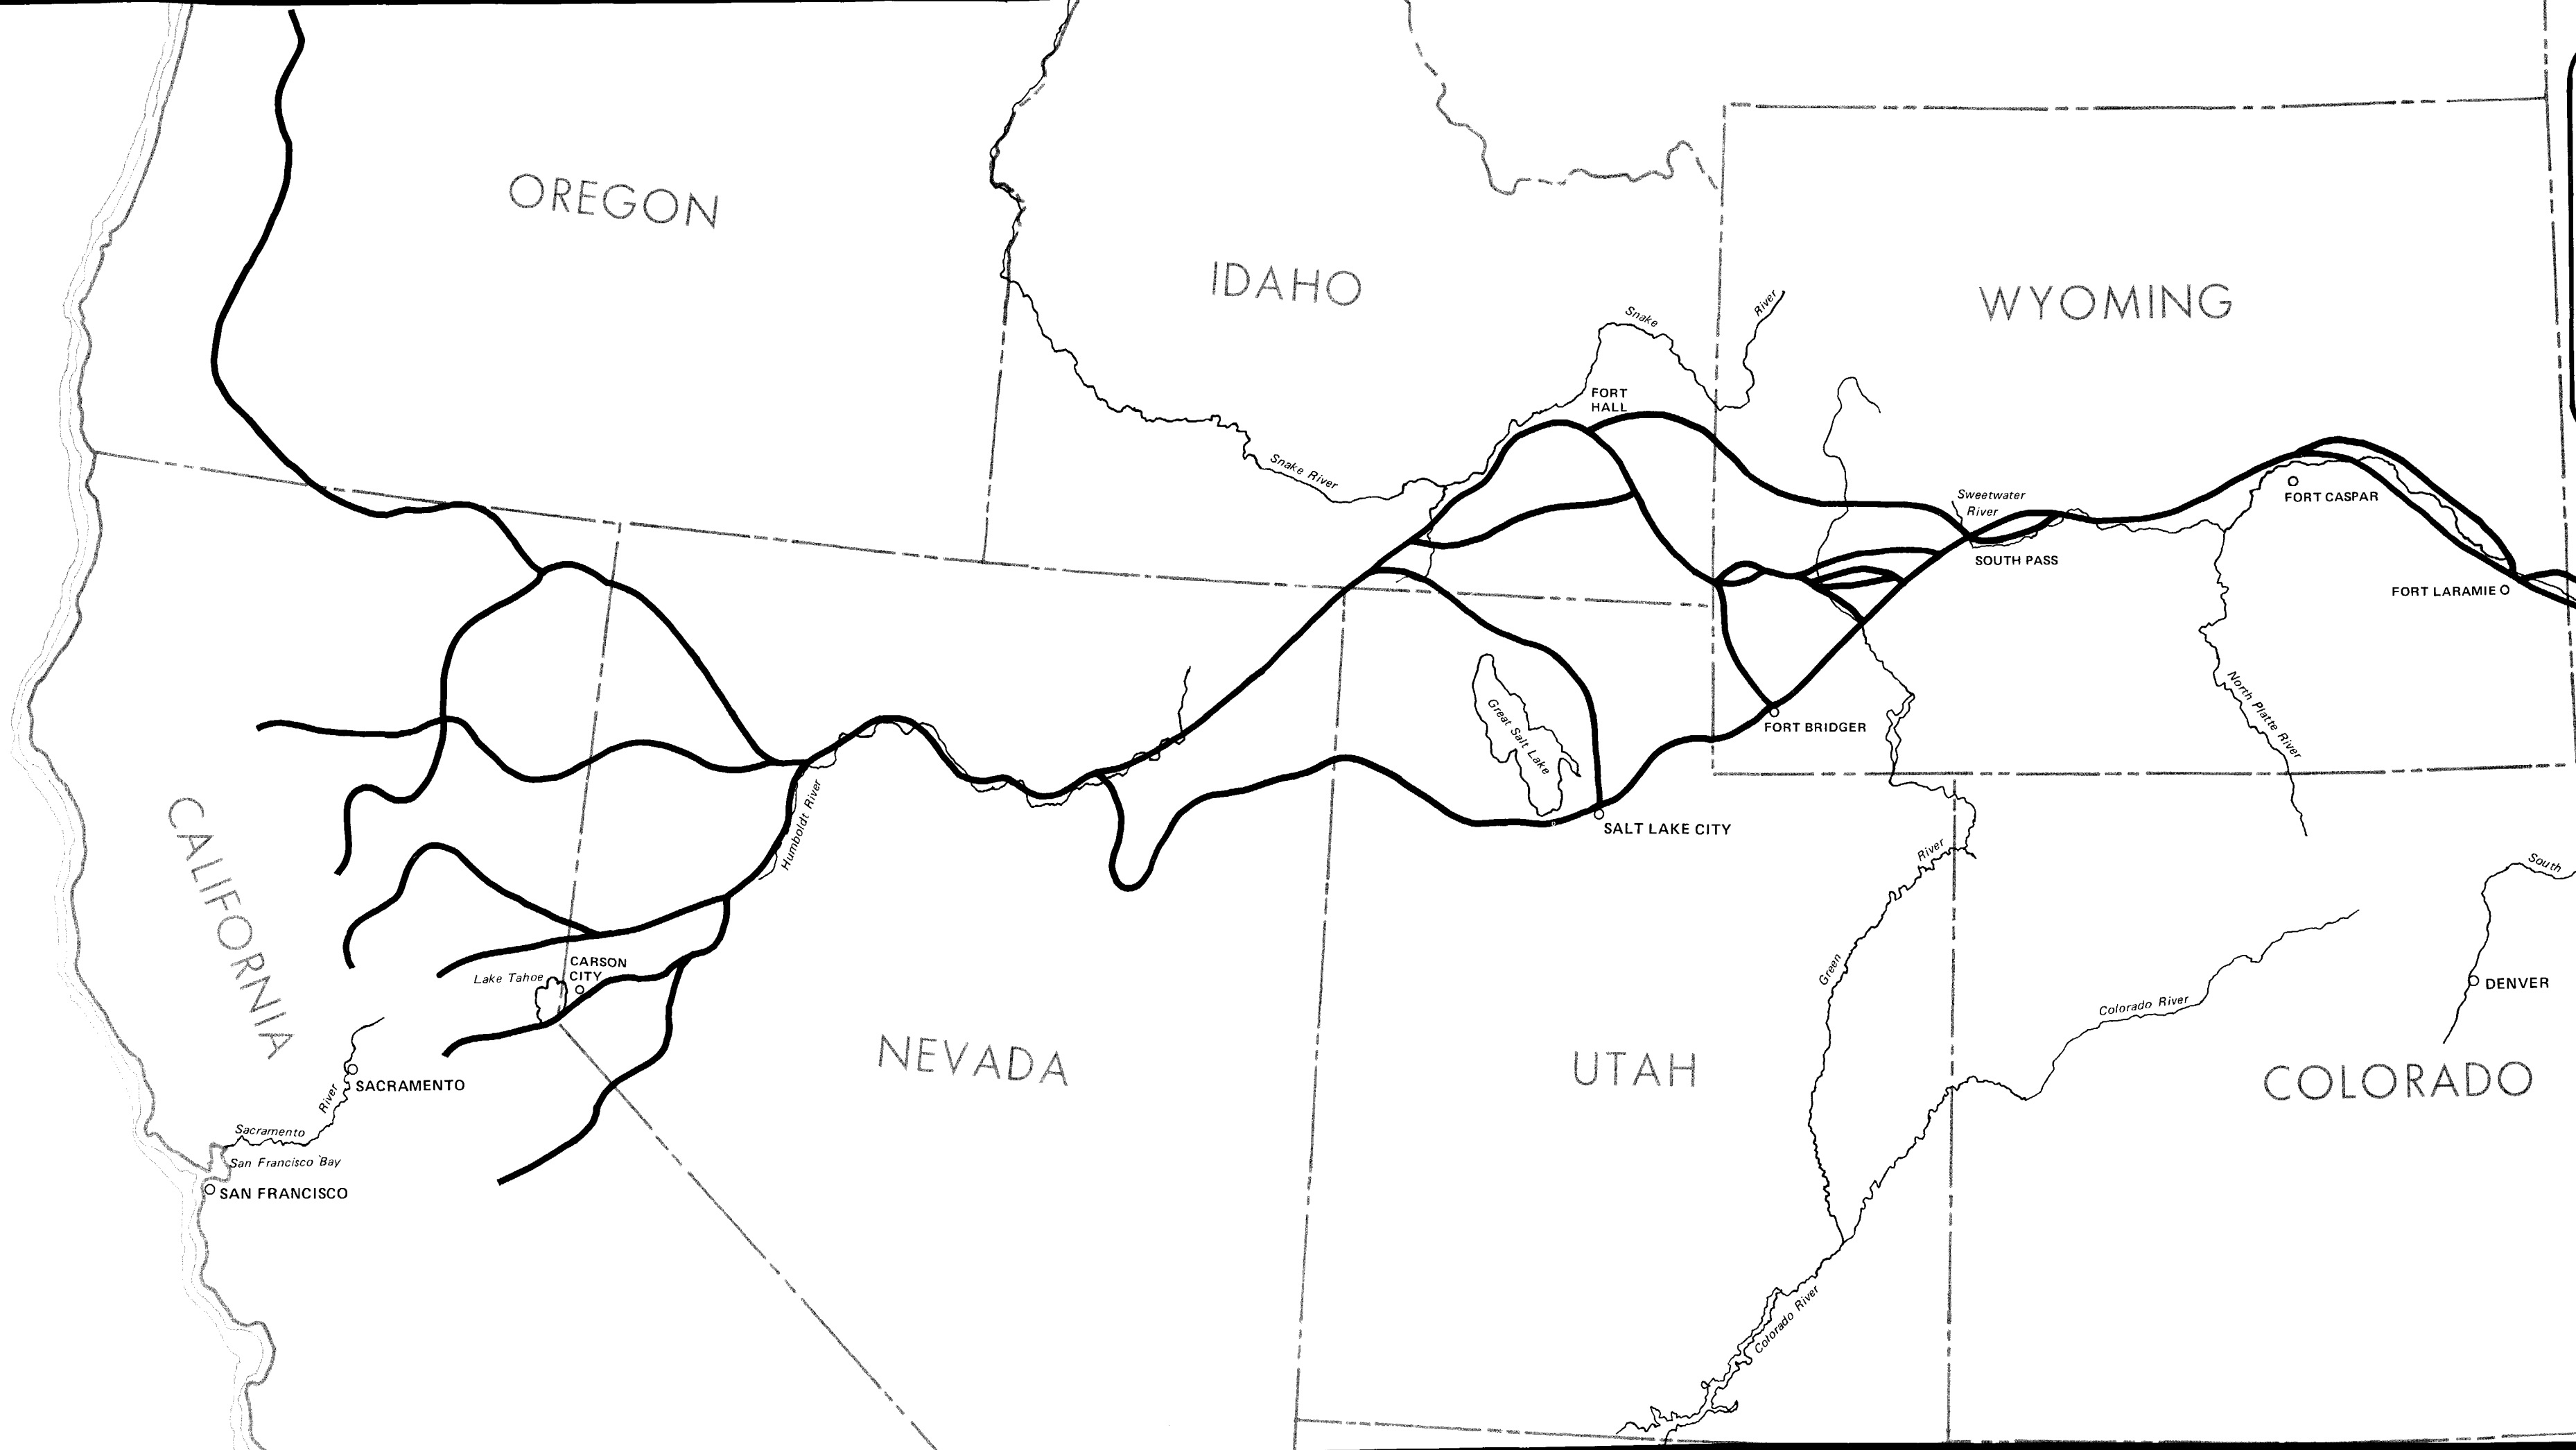 OREGON
IDAHO
WYOMING
Snake
River
FORT
HALL
Snake River
Sweetwater
River
SOUTH PASS
FORT CASPAR
FORT LARAMIE
North Platte River
Great Salt Lake
FORT BRIDGER
SALT LAKE CITY
Humboldt River
CALIFORNIA
Lake Tahoe
CARSON
CITY
NEVADA
UTAH
COLORADO
Green
River
South
Colorado River
DENVER
SACRAMENTO
Sacramento
River
San Francisco Bay
SAN FRANCISCO
Colorado River